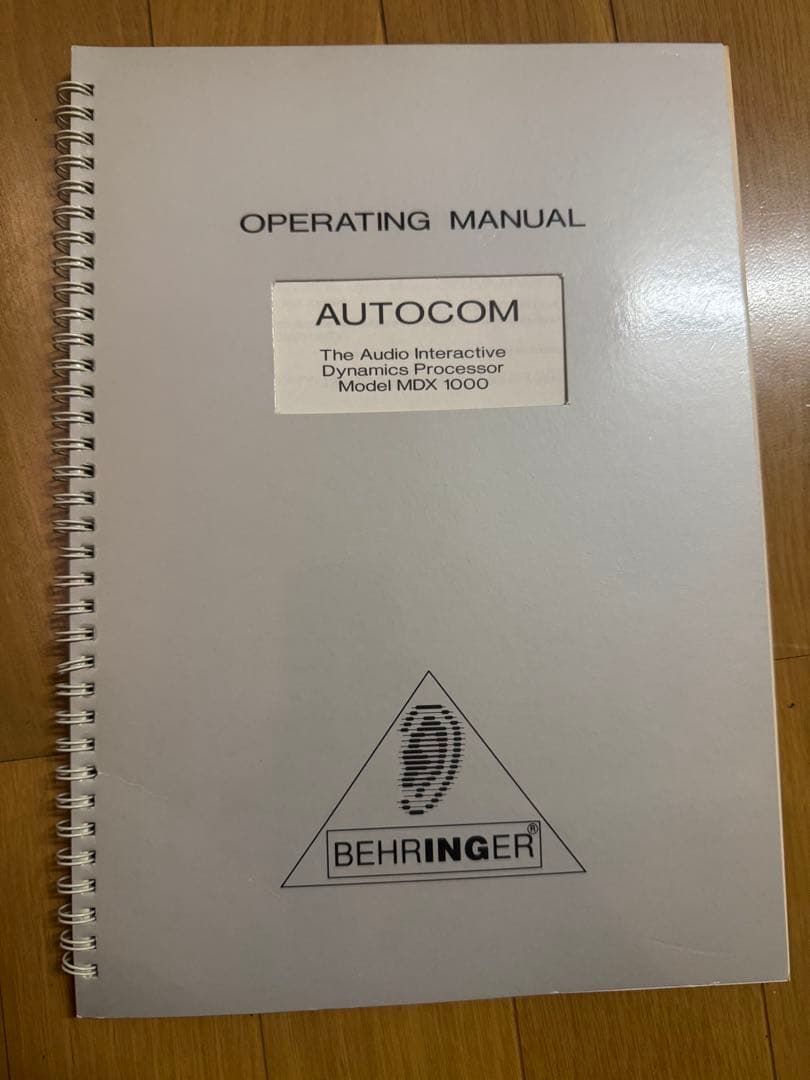 OPERATING MANUAL
AUTOCOM
The Audio Interactive
Dynamics Processor
Model MDX 1000
BEHRINGER®